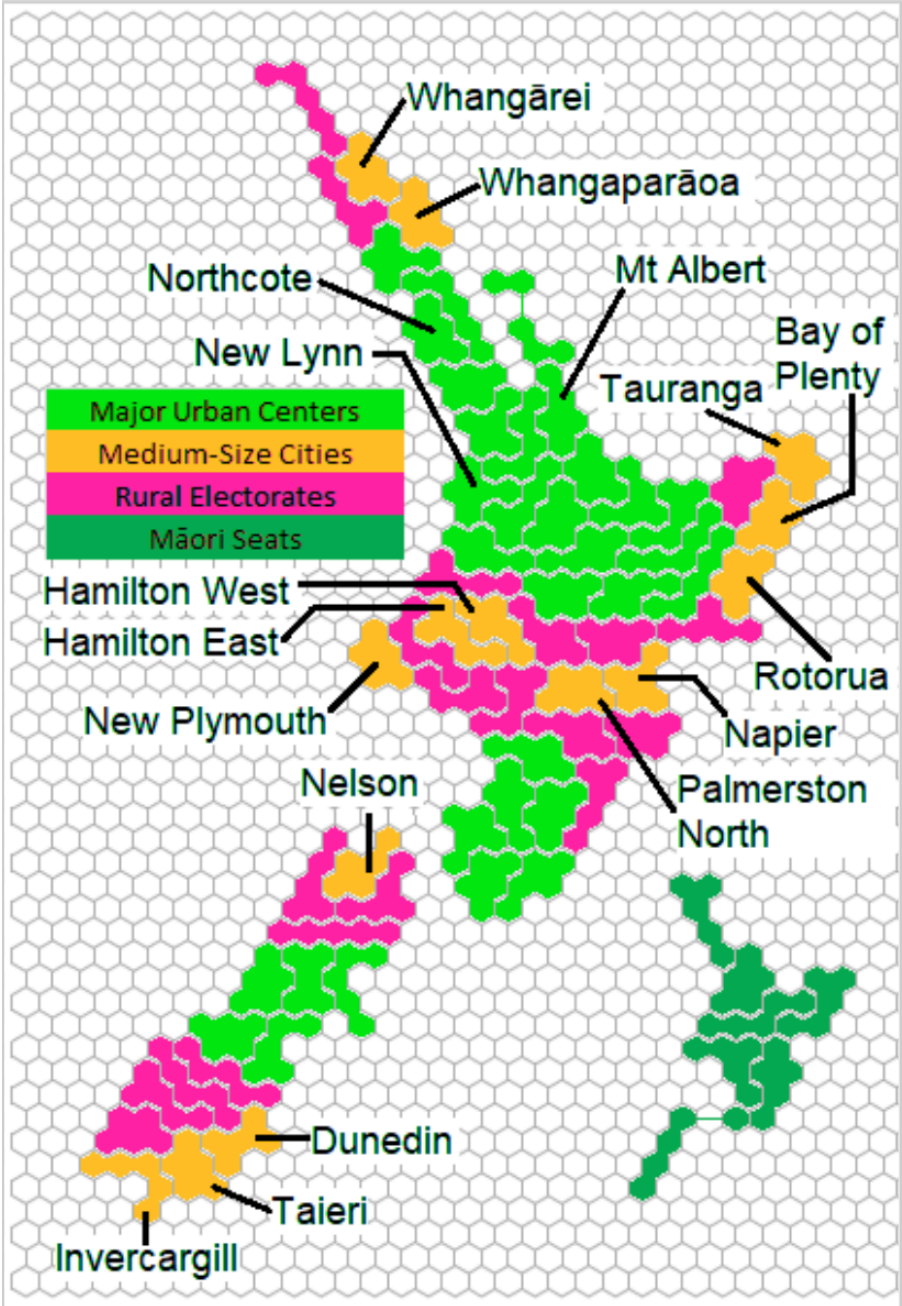 Whangārei
Whangaparāoa
Northcote
Mt Albert
New Lynn
Bay of
Plenty
Tauranga
Major Urban Centers
Medium-Size Cities
Rural Electorates
Māori Seats
Hamilton West
Hamilton East
Rotorua
New Plymouth
Napier
Nelson
Palmerston
North
Dunedin
Taieri
Invercargill